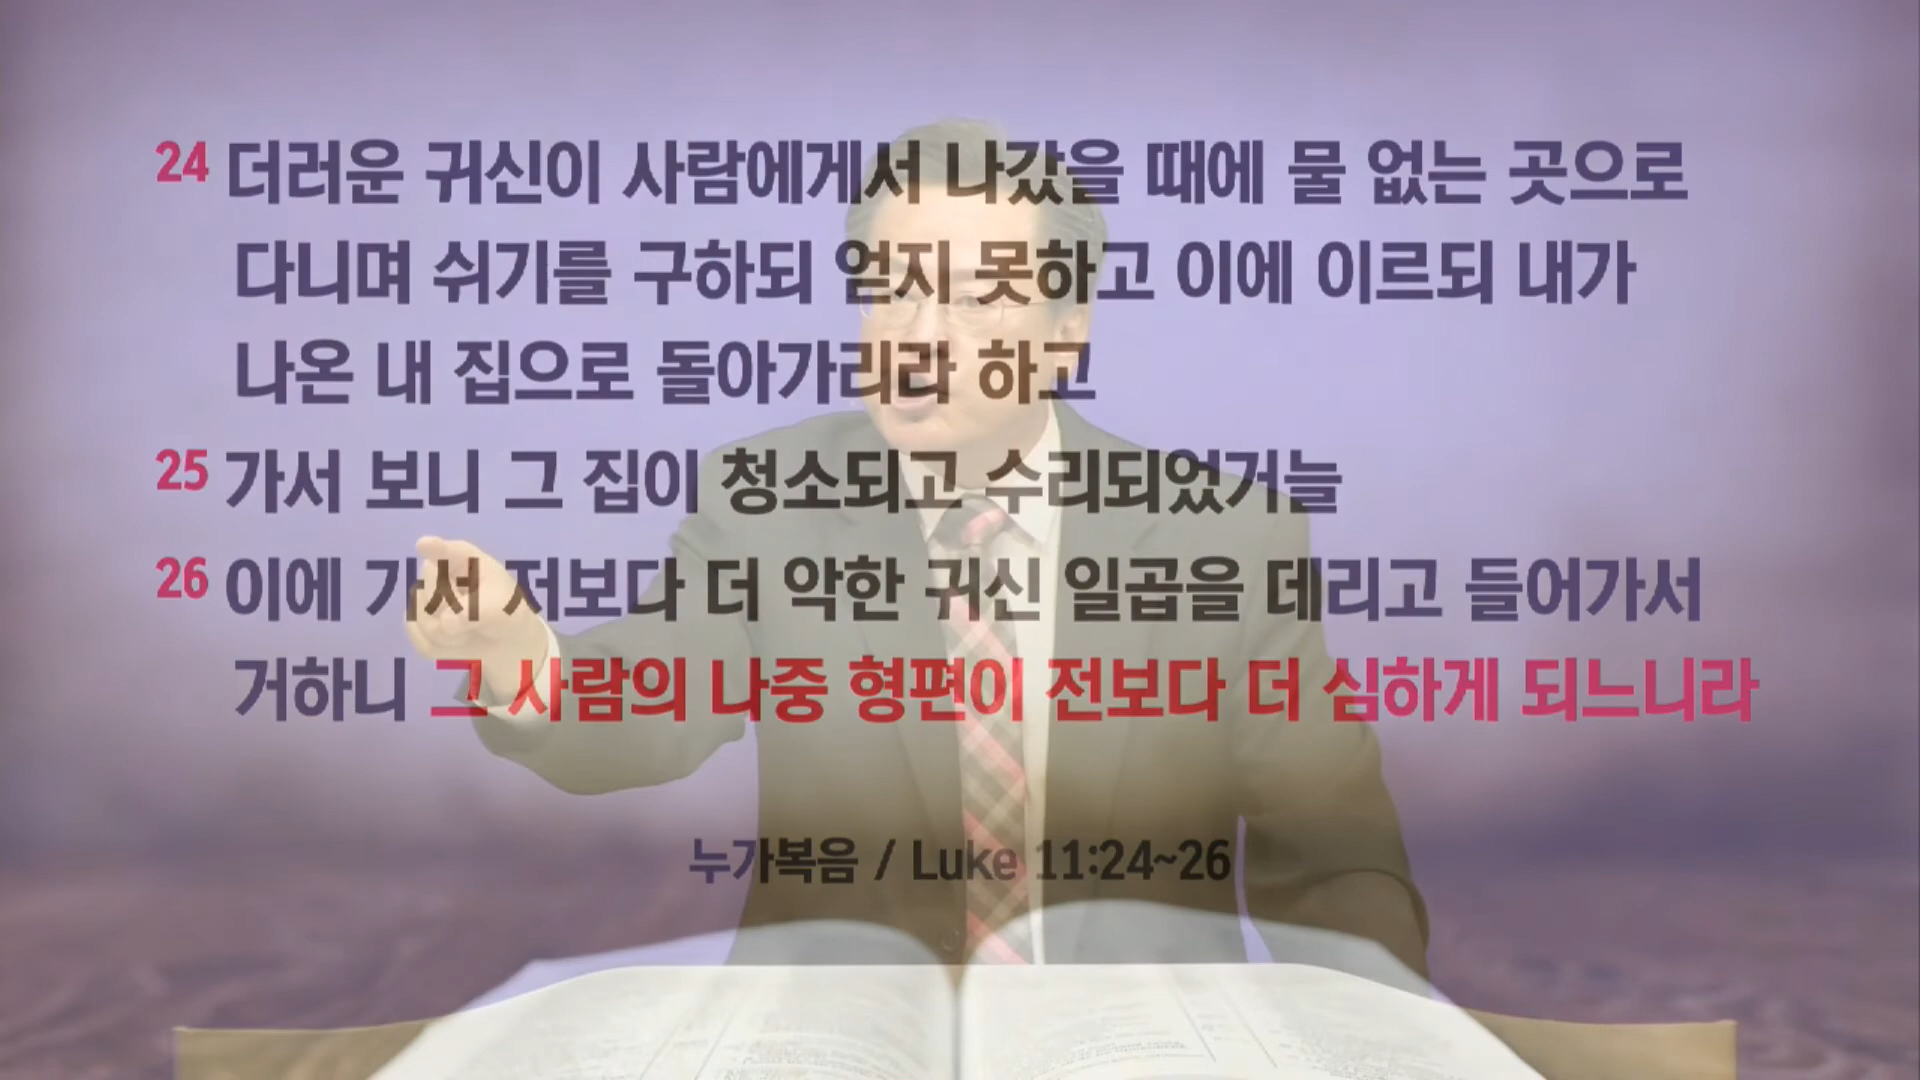 24 더러운 귀신이 사람에게서 나갔을 때에 물 없는 곳으로
다니며 쉬기를 구하되 얻지 못하고 이에 이르되 내가
나온 내 집으로 돌아가리라 하고
25 가서 보니 그 집이 청소되고 수리되었거늘
26 이에 가서 저보다 더 악한 귀신 일곱을 데리고 들어가서
거하니 그 사람의 나중 형편이 전보다 더 심하게 되느니라
누가복음 / Luke 11:24~26